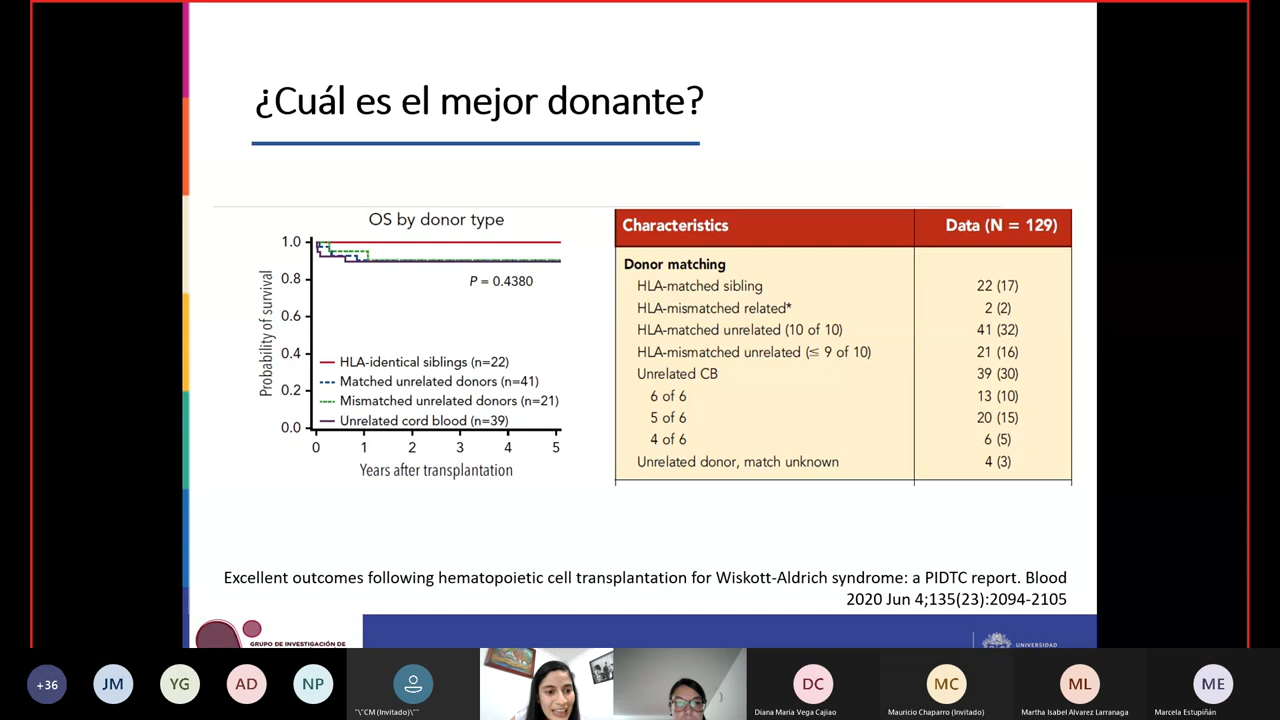 ¿Cuál es el mejor donante?
OS by donor type
1.0
0.8
0.6
0.4
0.2
0.0
Probability of survival
P = 0.4380
HLA-identical siblings (n=22)
Matched unrelated donors (n=41)
Mismatched unrelated donors (n=21)
Unrelated cord blood (n=39)
0 1 2 3 4 5
Years after transplantation
Characteristics Data (N = 129)
Donor matching
HLA-matched sibling 22 (17)
HLA-mismatched related* 2 (2)
HLA-matched unrelated (10 of 10) 41 (32)
HLA-mismatched unrelated (≤ 9 of 10) 21 (16)
Unrelated CB 39 (30)
6 of 6 13 (10)
5 of 6 20 (15)
4 of 6 6 (5)
Unrelated donor, match unknown 4 (3)
Excellent outcomes following hematopoietic cell transplantation for Wiskott-Aldrich syndrome: a PIDTC report. Blood
2020 Jun 4;135(23):2094-2105
GRUPO DE INVESTIGACIÓN DE
UNIVERSIDAD
+36
JM
YG
AD
NP
"\"CM (Invitado)\""
DC
Diana Maria Vega Cajiao
MC
Mauricio Chaparro (Invitado)
ML
Martha Isabel Alvarez Larranaga
ME
Marcela Estupiñán